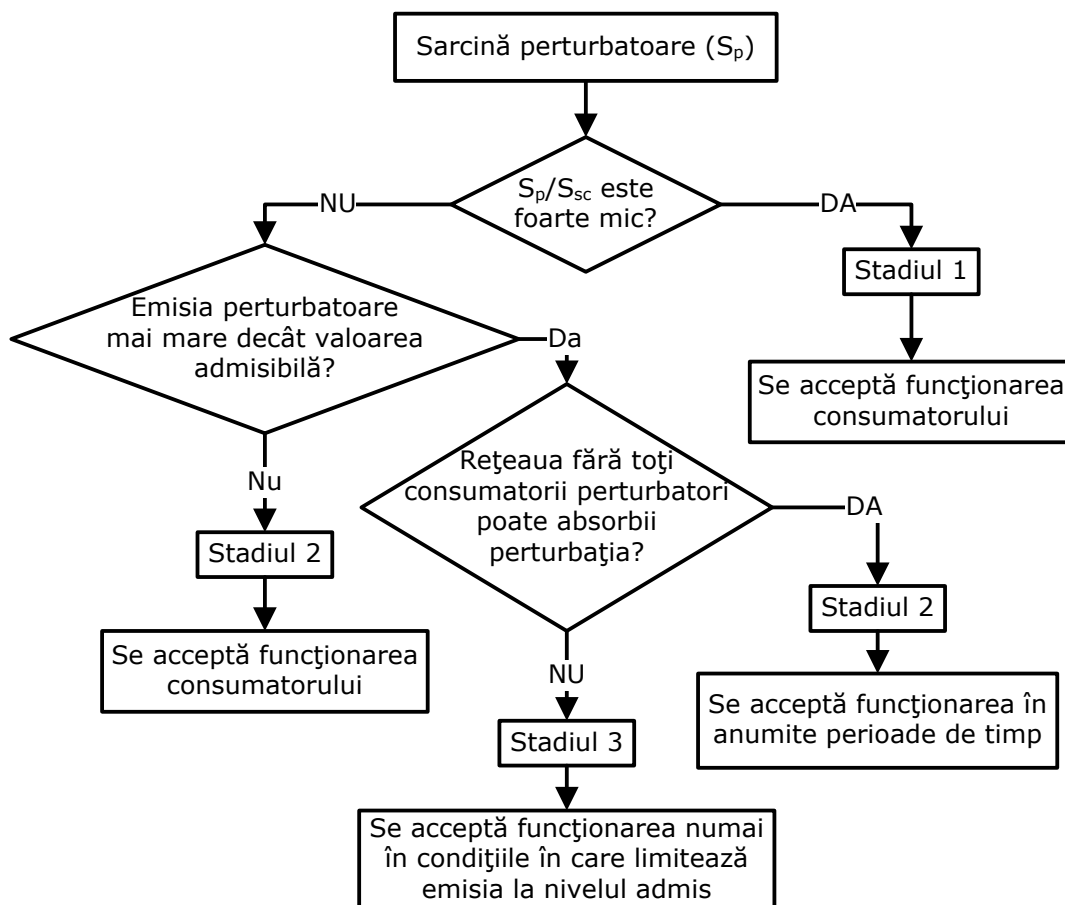 Sarcină perturbatoare (Sp)
Sp/Ssc este
foarte mic?
NU
DA
Stadiul 1
Se acceptă funcţionarea
consumatorului
Emisia perturbatoare
mai mare decât valoarea
admisibilă?
Da
Nu
Stadiul 2
Se acceptă funcţionarea
consumatorului
Reţeaua fără toţi
consumatorii perturbatori
poate absorbii
perturbaţia?
DA
Stadiul 2
Se acceptă funcţionarea în
anumite perioade de timp
NU
Stadiul 3
Se acceptă funcţionarea numai
în condiţiile în care limitează
emisia la nivelul admis